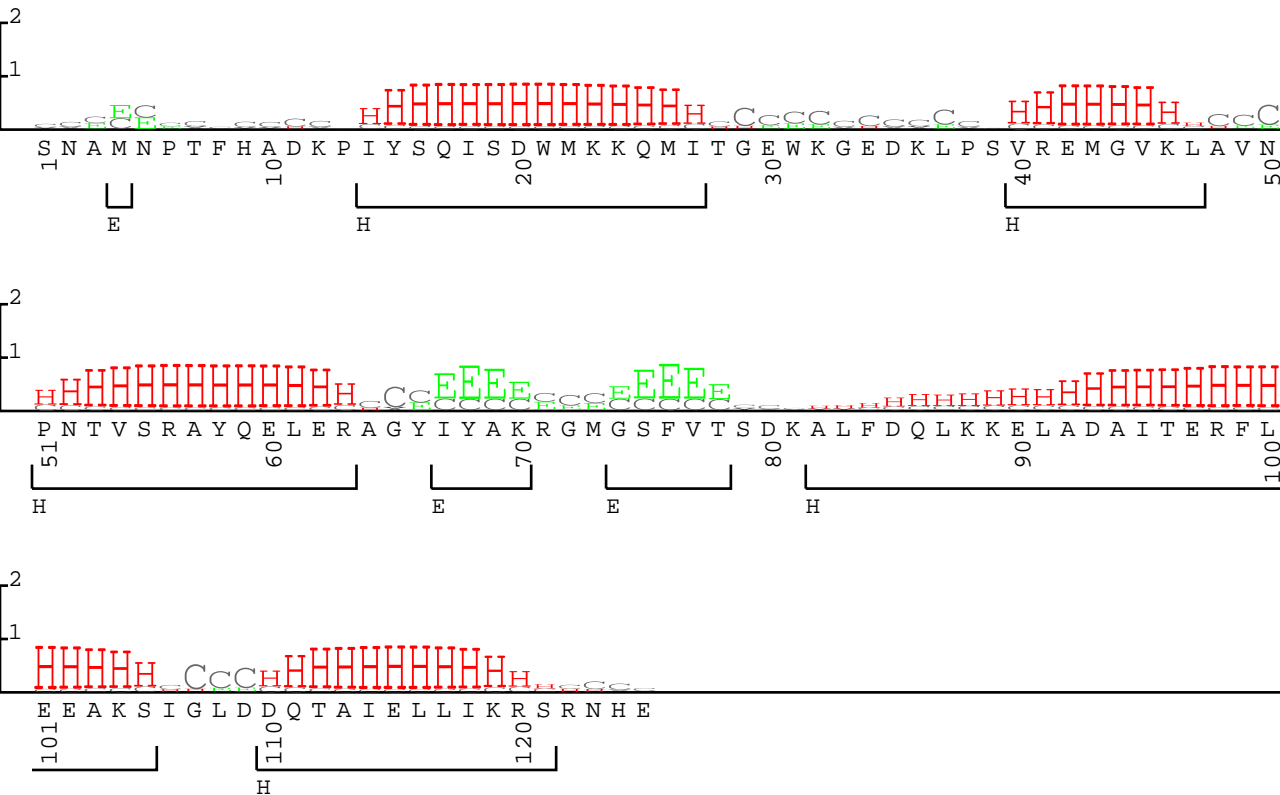 2
1
E C H H H H H H H H H H H H H H C C C C C H H H H H H H C
S N A M N P T F H A D K P I Y S Q I S D W M K K Q M I T G E W K G E D K L P S V R E M G V K L A V N
1 10 20 30 40 50
E H H
2
1
H H H H H H H H H H H H H C C E E E E C C C E E E E E H H H H H H H H H H H H H H H H
P N T V S R A Y Q E L E R A G Y I Y A K R G M G S F V T S D K A L F D Q L K K E L A D A I T E R F L
51 60 70 80 90 100
H E E H
2
1
H H H H H C C C H H H H H H H H H H H
E E A K S I G L D D Q T A I E L L I K R S R N H E
101 110 120
H